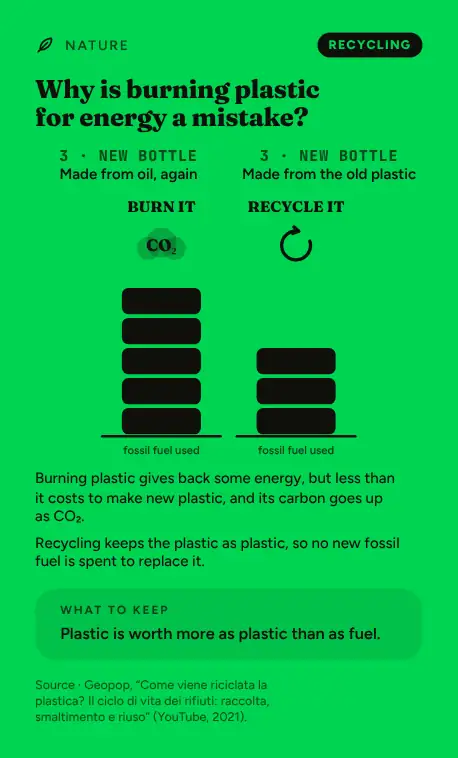 NATURE
RECYCLING
Why is burning plastic
for energy a mistake?
3 · NEW BOTTLE
Made from oil, again
3 · NEW BOTTLE
Made from the old plastic
BURN IT
RECYCLE IT
CO₂
fossil fuel used
fossil fuel used
Burning plastic gives back some energy, but less than
it costs to make new plastic, and its carbon goes up
as CO₂.
Recycling keeps the plastic as plastic, so no new fossil
fuel is spent to replace it.
WHAT TO KEEP
Plastic is worth more as plastic than as fuel.
Source · Geopop, “Come viene riciclata la
plastica? Il ciclo di vita dei rifiuti: raccolta,
smaltimento e riuso” (YouTube, 2021).